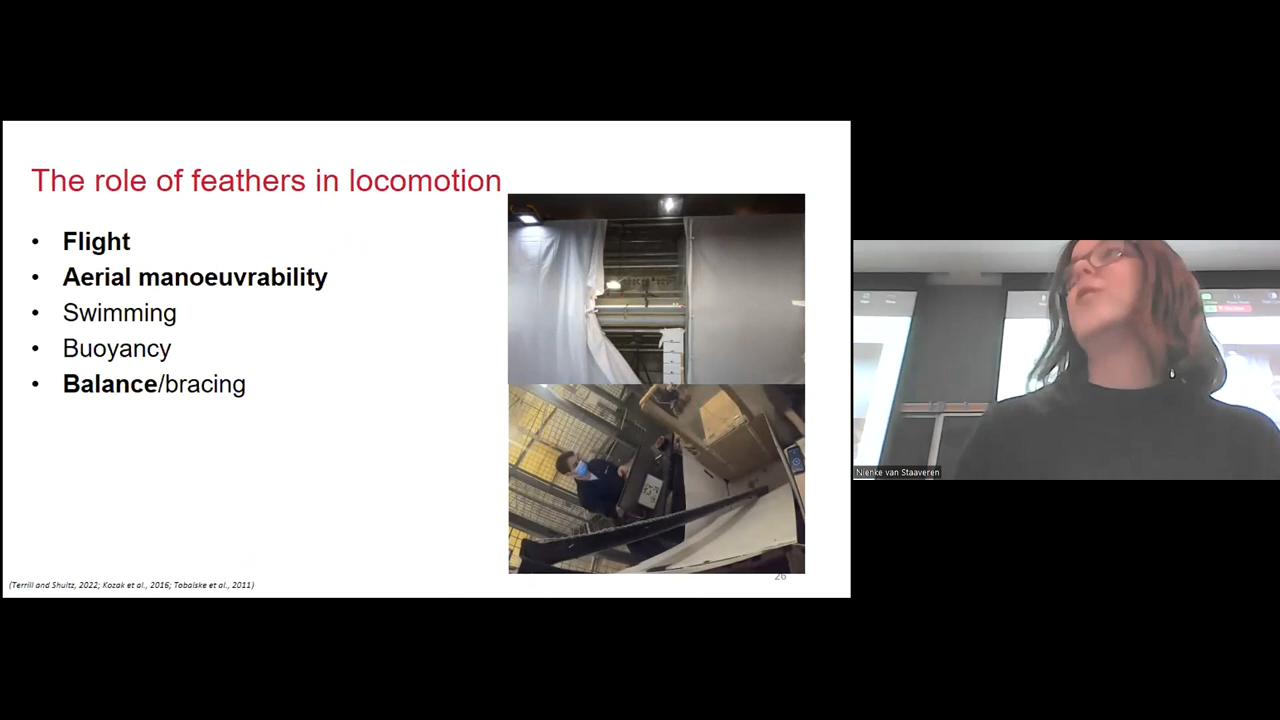 The role of feathers in locomotion
• Flight
• Aerial manoeuvrability
• Swimming
• Buoyancy
• Balance/bracing
(Terrill and Shultz, 2022; Kozak et al., 2016; Tobalske et al., 2011)
26
Nienke van Staaveren